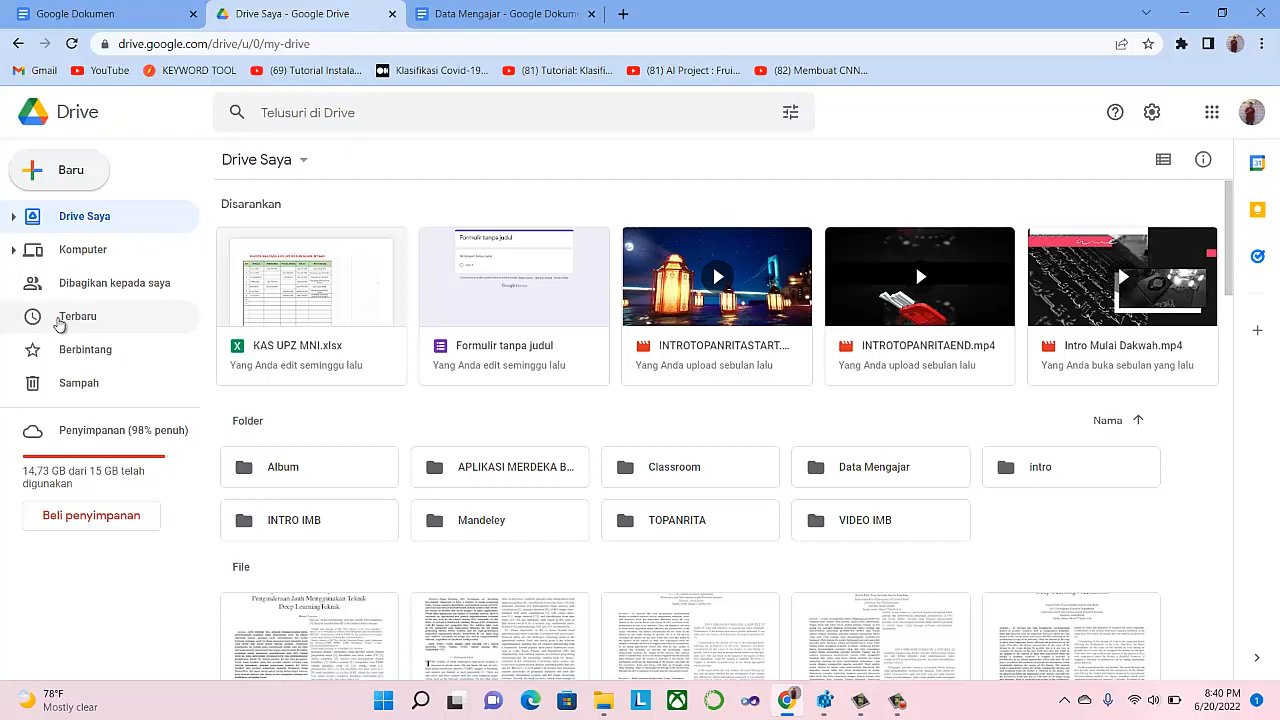 Google Dokumen
Drive Saya - Google Drive
Data Mengajar - Google Dokume
drive.google.com/drive/u/0/my-drive
Gmail
YouTube
KEYWORD TOOL
(69) Tutorial Instala...
Klasifikasi Covid-19...
(81) Tutorial: Klasifi...
(81) AI Project : Frui...
(82) Membuat CNN...
Drive
Telusuri di Drive
Baru
Drive Saya
Komputer
Dibagikan kepada saya
Terbaru
Berbintang
Sampah
Penyimpanan (98% penuh)
14,73 GB dari 15 GB telah
digunakan
Beli penyimpanan
Drive Saya
Disarankan
Formulir tanpa judul
KAS UPZ MNI.xlsx
Yang Anda edit seminggu lalu
Formulir tanpa judul
Yang Anda edit seminggu lalu
INTROTOPANRITASTART....
Yang Anda upload sebulan lalu
INTROTOPANRITAEND.mp4
Yang Anda upload sebulan lalu
Intro Mulai Dakwah.mp4
Yang Anda buka sebulan yang lalu
Folder
Nama
Album
APLIKASI MERDEKA B...
Classroom
Data Mengajar
intro
INTRO IMB
Mandeley
TOPANRITA
VIDEO IMB
File
Pengenderaan Jauh Menggunakan Teknik
78°F
Mostly clear
8:40 PM
6/20/2022